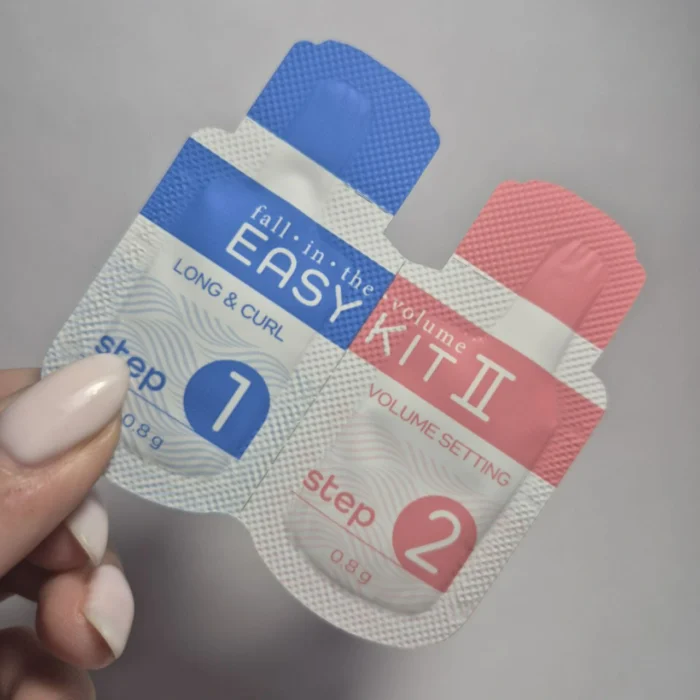 fall · in · the · volume
EASY KIT II
LONG & CURL
step 1
0.8g
VOLUME SETTING
step 2
0.8g